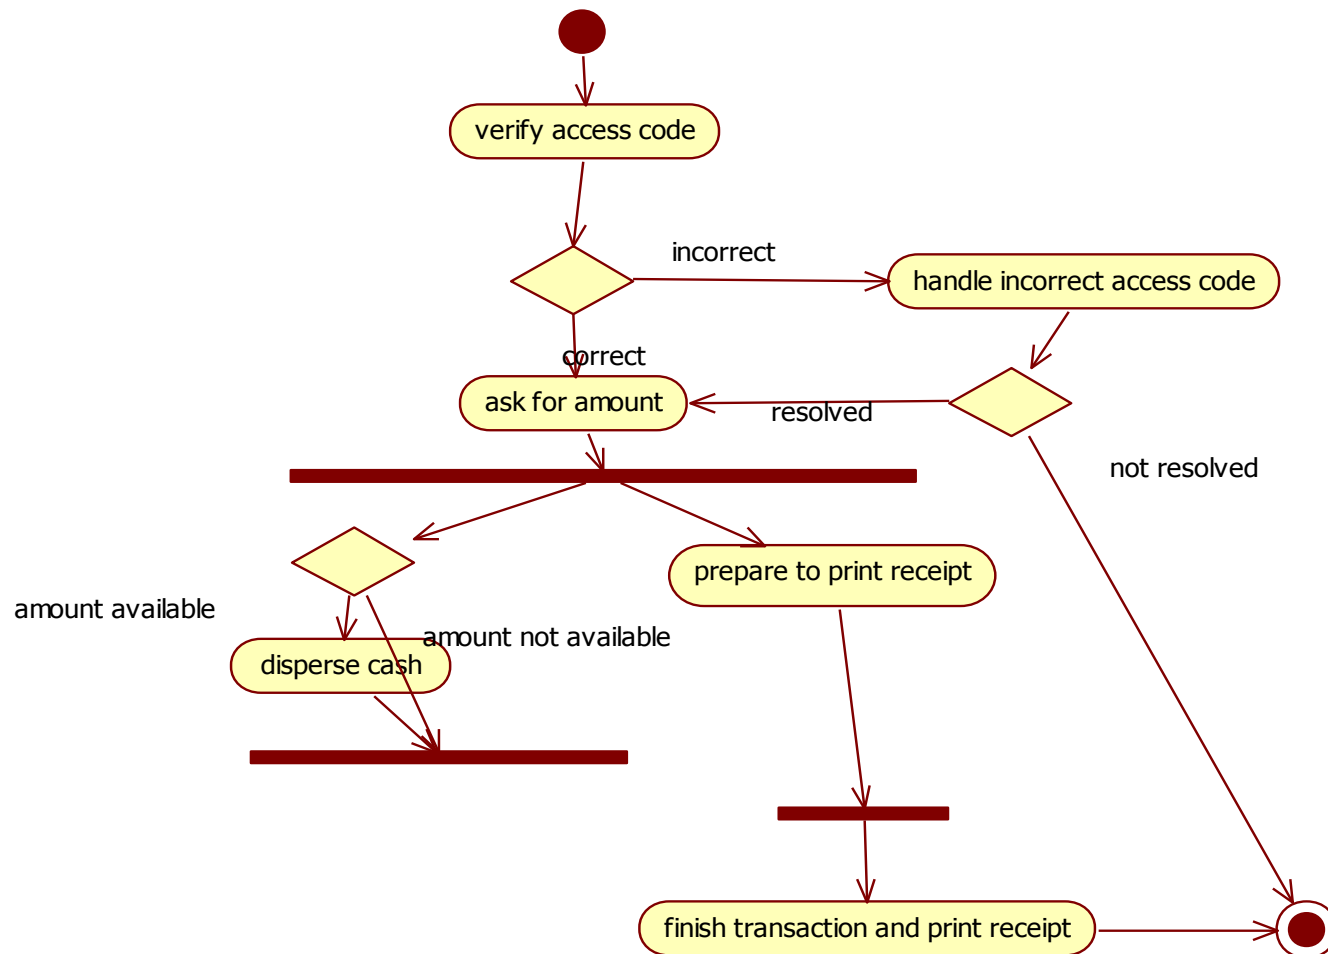 verify access code
incorrect
handle incorrect access code
correct
ask for amount
resolved
not resolved
prepare to print receipt
amount available
amount not available
disperse cash
finish transaction and print receipt